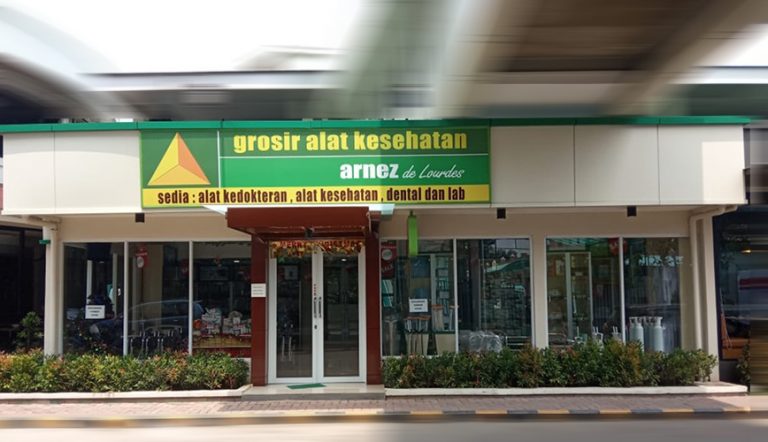 grosir alat kesehatan
arnez de Lourdes
sedia : alat kedokteran , alat kesehatan , dental dan lab